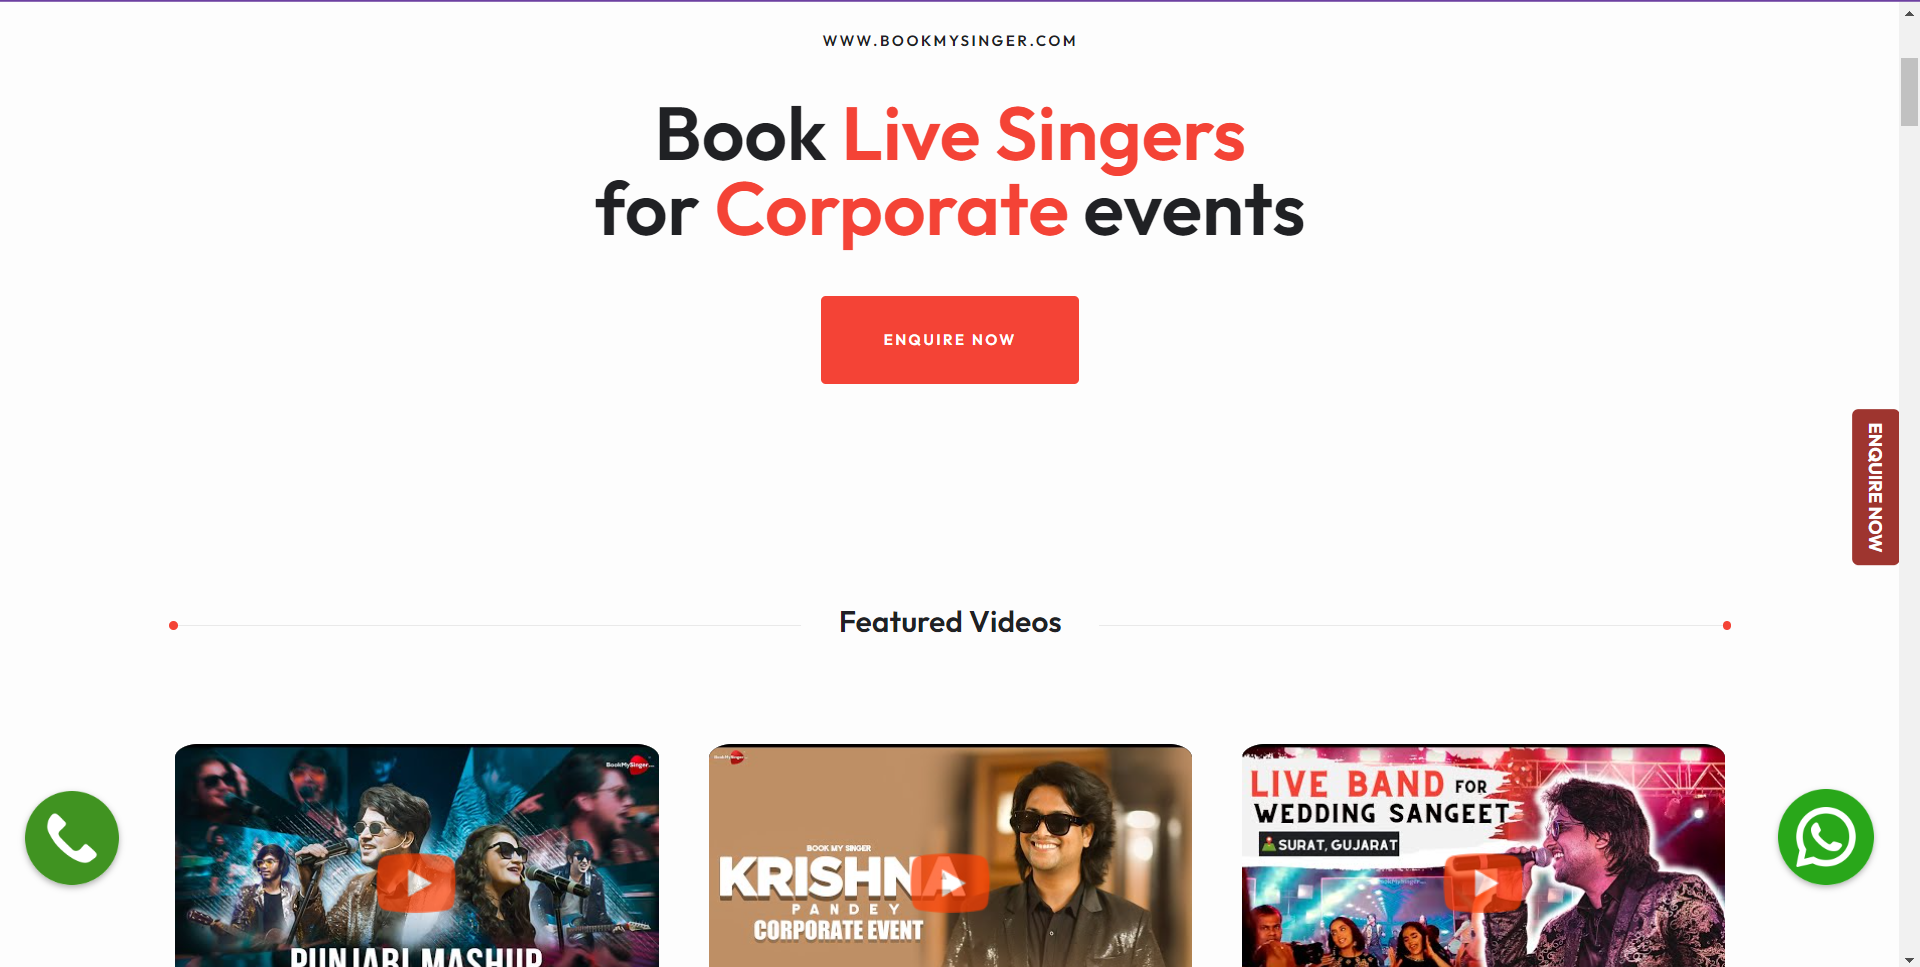 WWW.BOOKMYSINGER.COM
Book Live Singers
for Corporate events
ENQUIRE NOW
ENQUIRE NOW
Featured Videos
BookMySinger
PUNJABI MASHUP
BookMySinger
BOOK MY SINGER
KRISHNA
PANDEY
CORPORATE EVENT
LIVE BAND FOR
WEDDING SANGEET
SURAT, GUJARAT